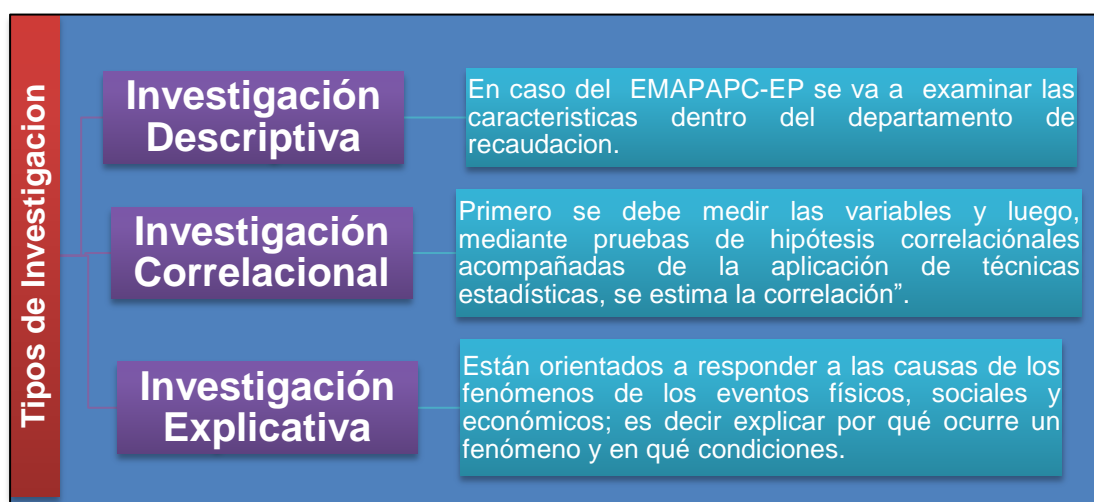 Tipos de Investigacion
Investigación
Descriptiva
En caso del EMAPAPC-EP se va a examinar las
caracteristicas dentro del departamento de
recaudacion.
Investigación
Correlacional
Primero se debe medir las variables y luego,
mediante pruebas de hipótesis correlaciónales
acompañadas de la aplicación de técnicas
estadísticas, se estima la correlación”.
Investigación
Explicativa
Están orientados a responder a las causas de los
fenómenos de los eventos físicos, sociales y
económicos; es decir explicar por qué ocurre un
fenómeno y en qué condiciones.